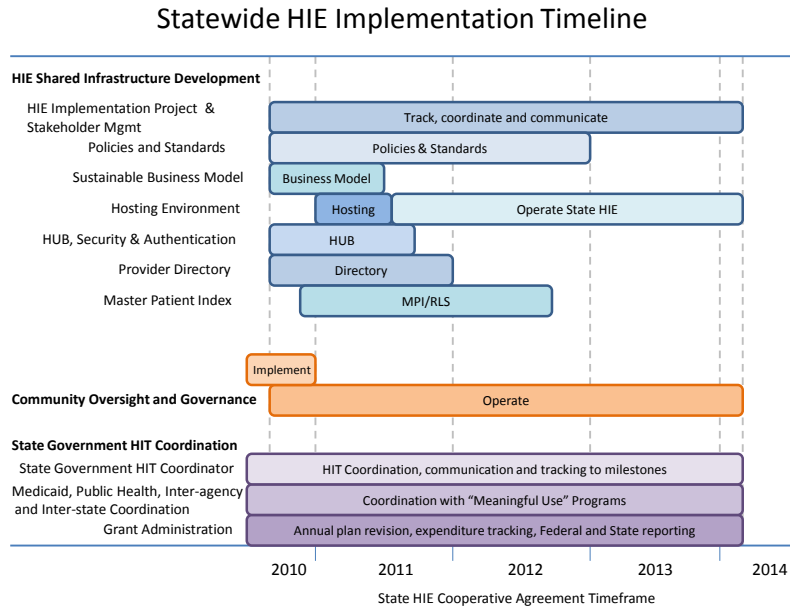 Statewide HIE Implementation Timeline
HIE Shared Infrastructure Development
HIE Implementation Project &
Stakeholder Mgmt
Track, coordinate and communicate
Policies and Standards
Policies & Standards
Sustainable Business Model
Business Model
Hosting Environment
Hosting
Operate State HIE
HUB, Security & Authentication
HUB
Provider Directory
Directory
Master Patient Index
MPI/RLS
Implement
Community Oversight and Governance
Operate
State Government HIT Coordination
State Government HIT Coordinator
HIT Coordination, communication and tracking to milestones
Medicaid, Public Health, Inter-agency
and Inter-state Coordination
Coordination with “Meaningful Use” Programs
Grant Administration
Annual plan revision, expenditure tracking, Federal and State reporting
2010
2011
2012
2013
2014
State HIE Cooperative Agreement Timeframe